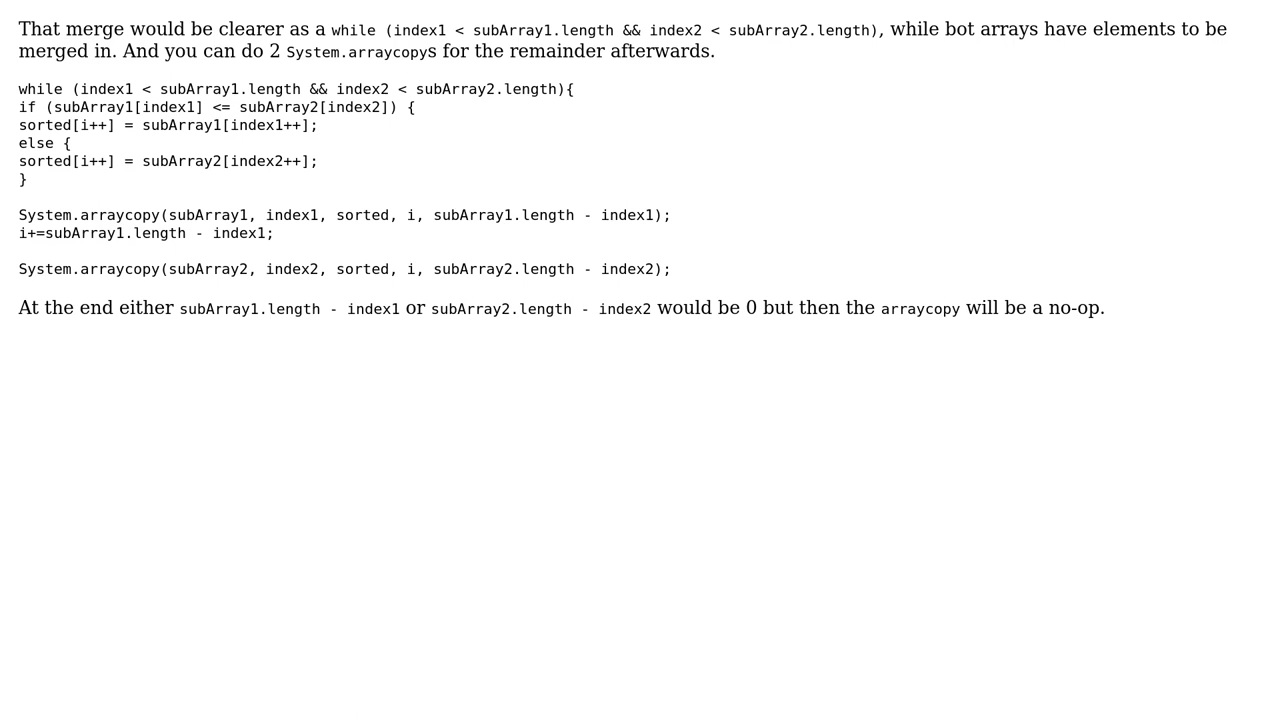 That merge would be clearer as a while (index1 < subArray1.length && index2 < subArray2.length), while bot arrays have elements to be
merged in. And you can do 2 System.arraycopys for the remainder afterwards.
while (index1 < subArray1.length && index2 < subArray2.length){
if (subArray1[index1] <= subArray2[index2]) {
sorted[i++] = subArray1[index1++];
else {
sorted[i++] = subArray2[index2++];
}
System.arraycopy(subArray1, index1, sorted, i, subArray1.length - index1);
i+=subArray1.length - index1;
System.arraycopy(subArray2, index2, sorted, i, subArray2.length - index2);
At the end either subArray1.length - index1 or subArray2.length - index2 would be 0 but then the arraycopy will be a no-op.